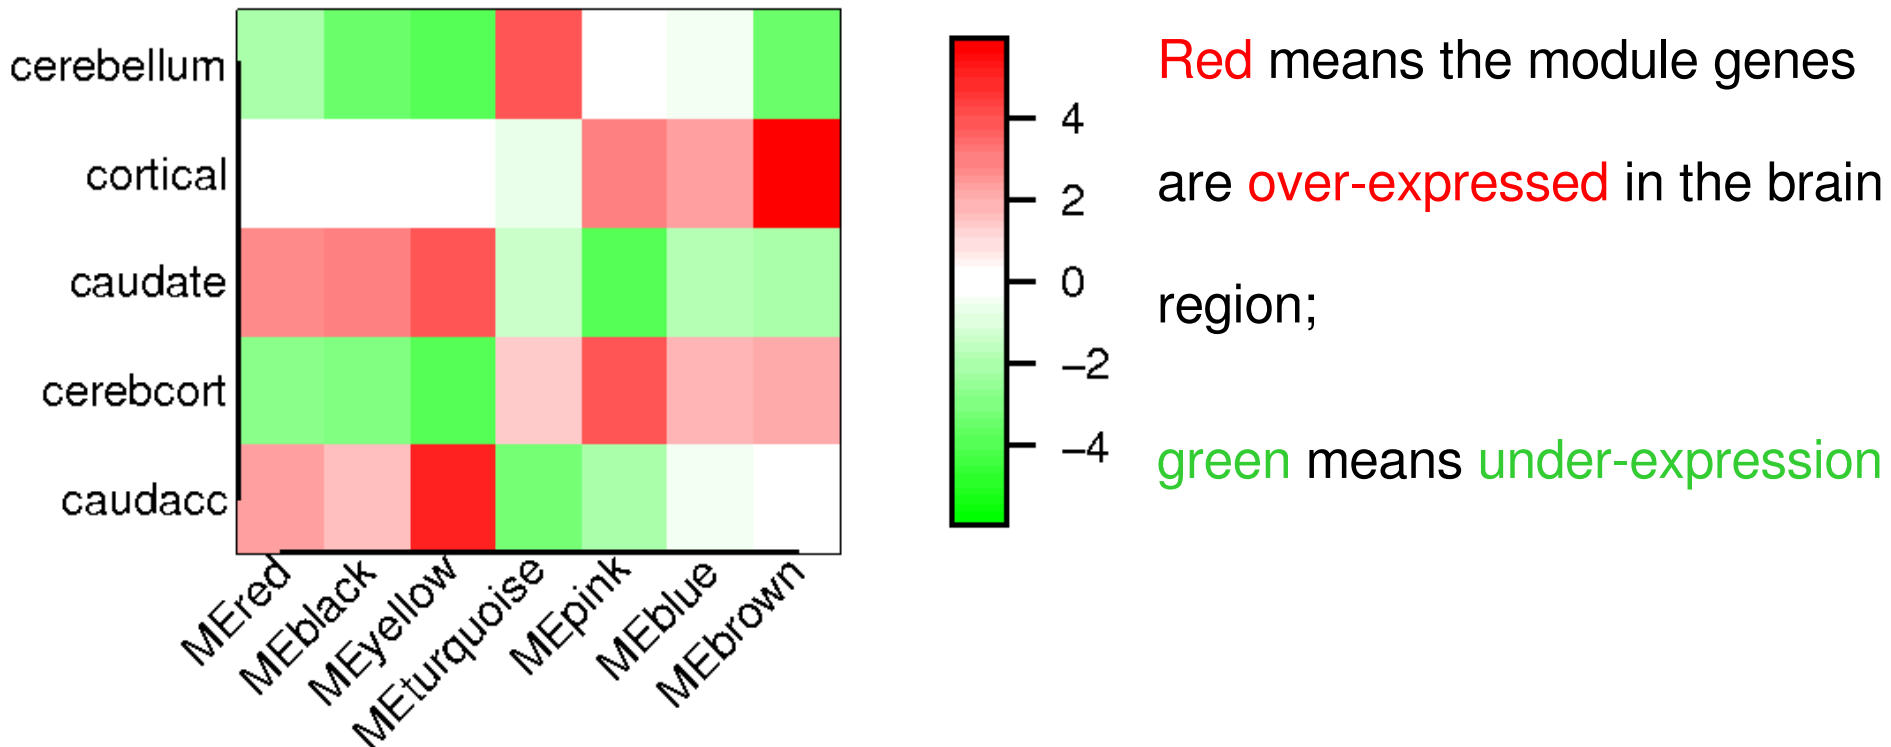 cerebellum
cortical
caudate
cerebcort
caudacc
MEred
MEblack
MEyellow
MEturquoise
MEpink
MEblue
MEbrown
4
2
0
−2
−4
Red means the module genes
are over-expressed in the brain
region;
green means under-expression